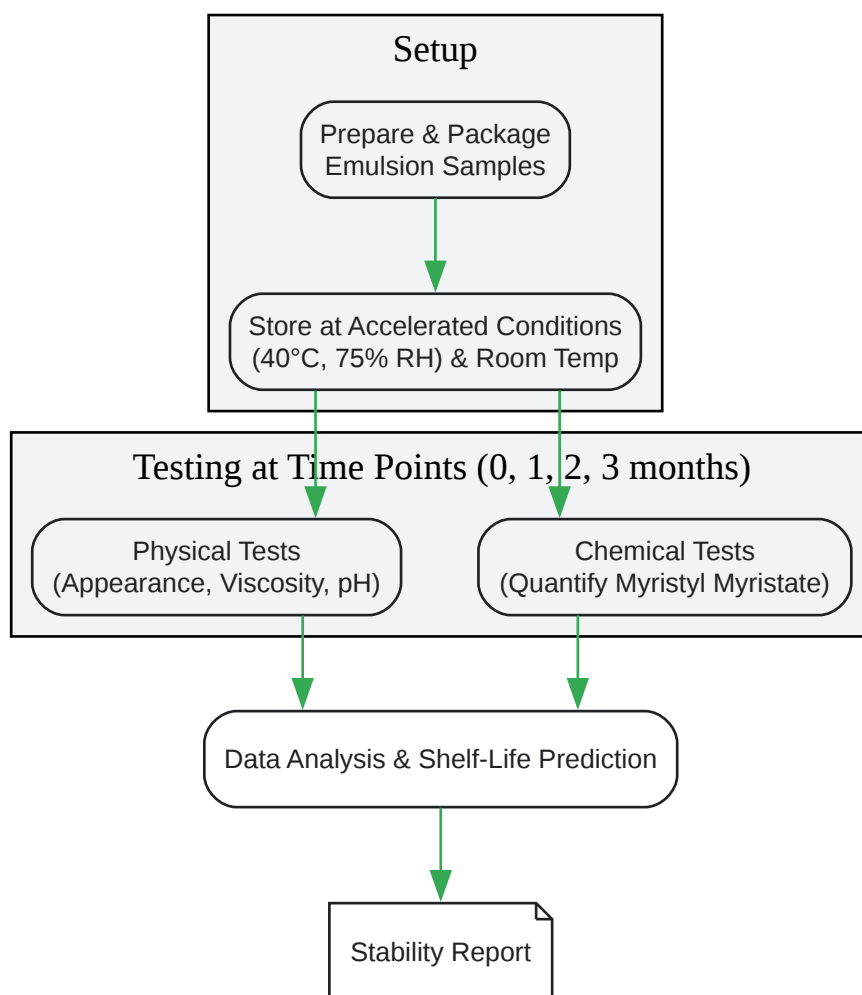 Setup
Prepare & Package
Emulsion Samples
Store at Accelerated Conditions
(40°C, 75% RH) & Room Temp
Testing at Time Points (0, 1, 2, 3 months)
Physical Tests
(Appearance, Viscosity, pH)
Chemical Tests
(Quantify Myristyl Myristate)
Data Analysis & Shelf-Life Prediction
Stability Report